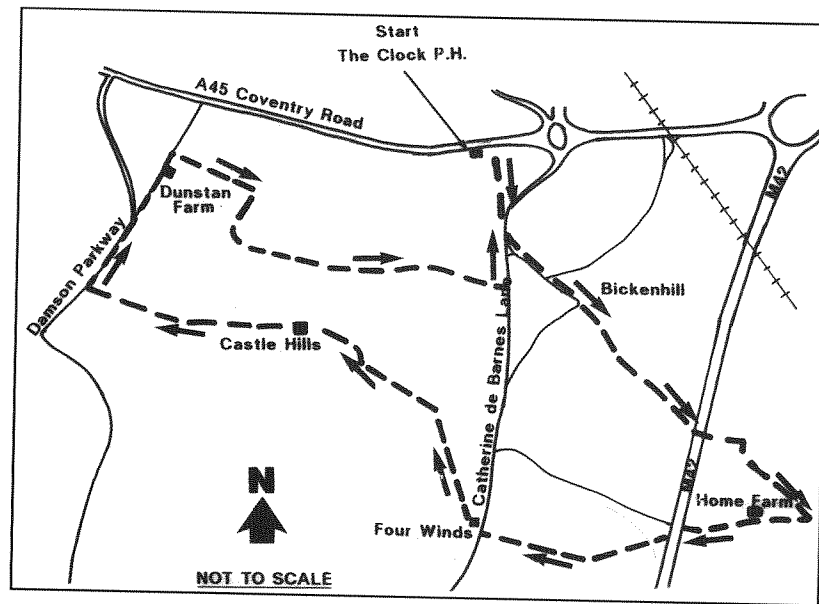 Start
The Clock P.H.
A45 Coventry Road
M42
Dunstan
Farm
Damson Parkway
Bickenhill
Castle Hills
Catherine de Barnes Lane
N
M42
Home Farm
Four Winds
NOT TO SCALE